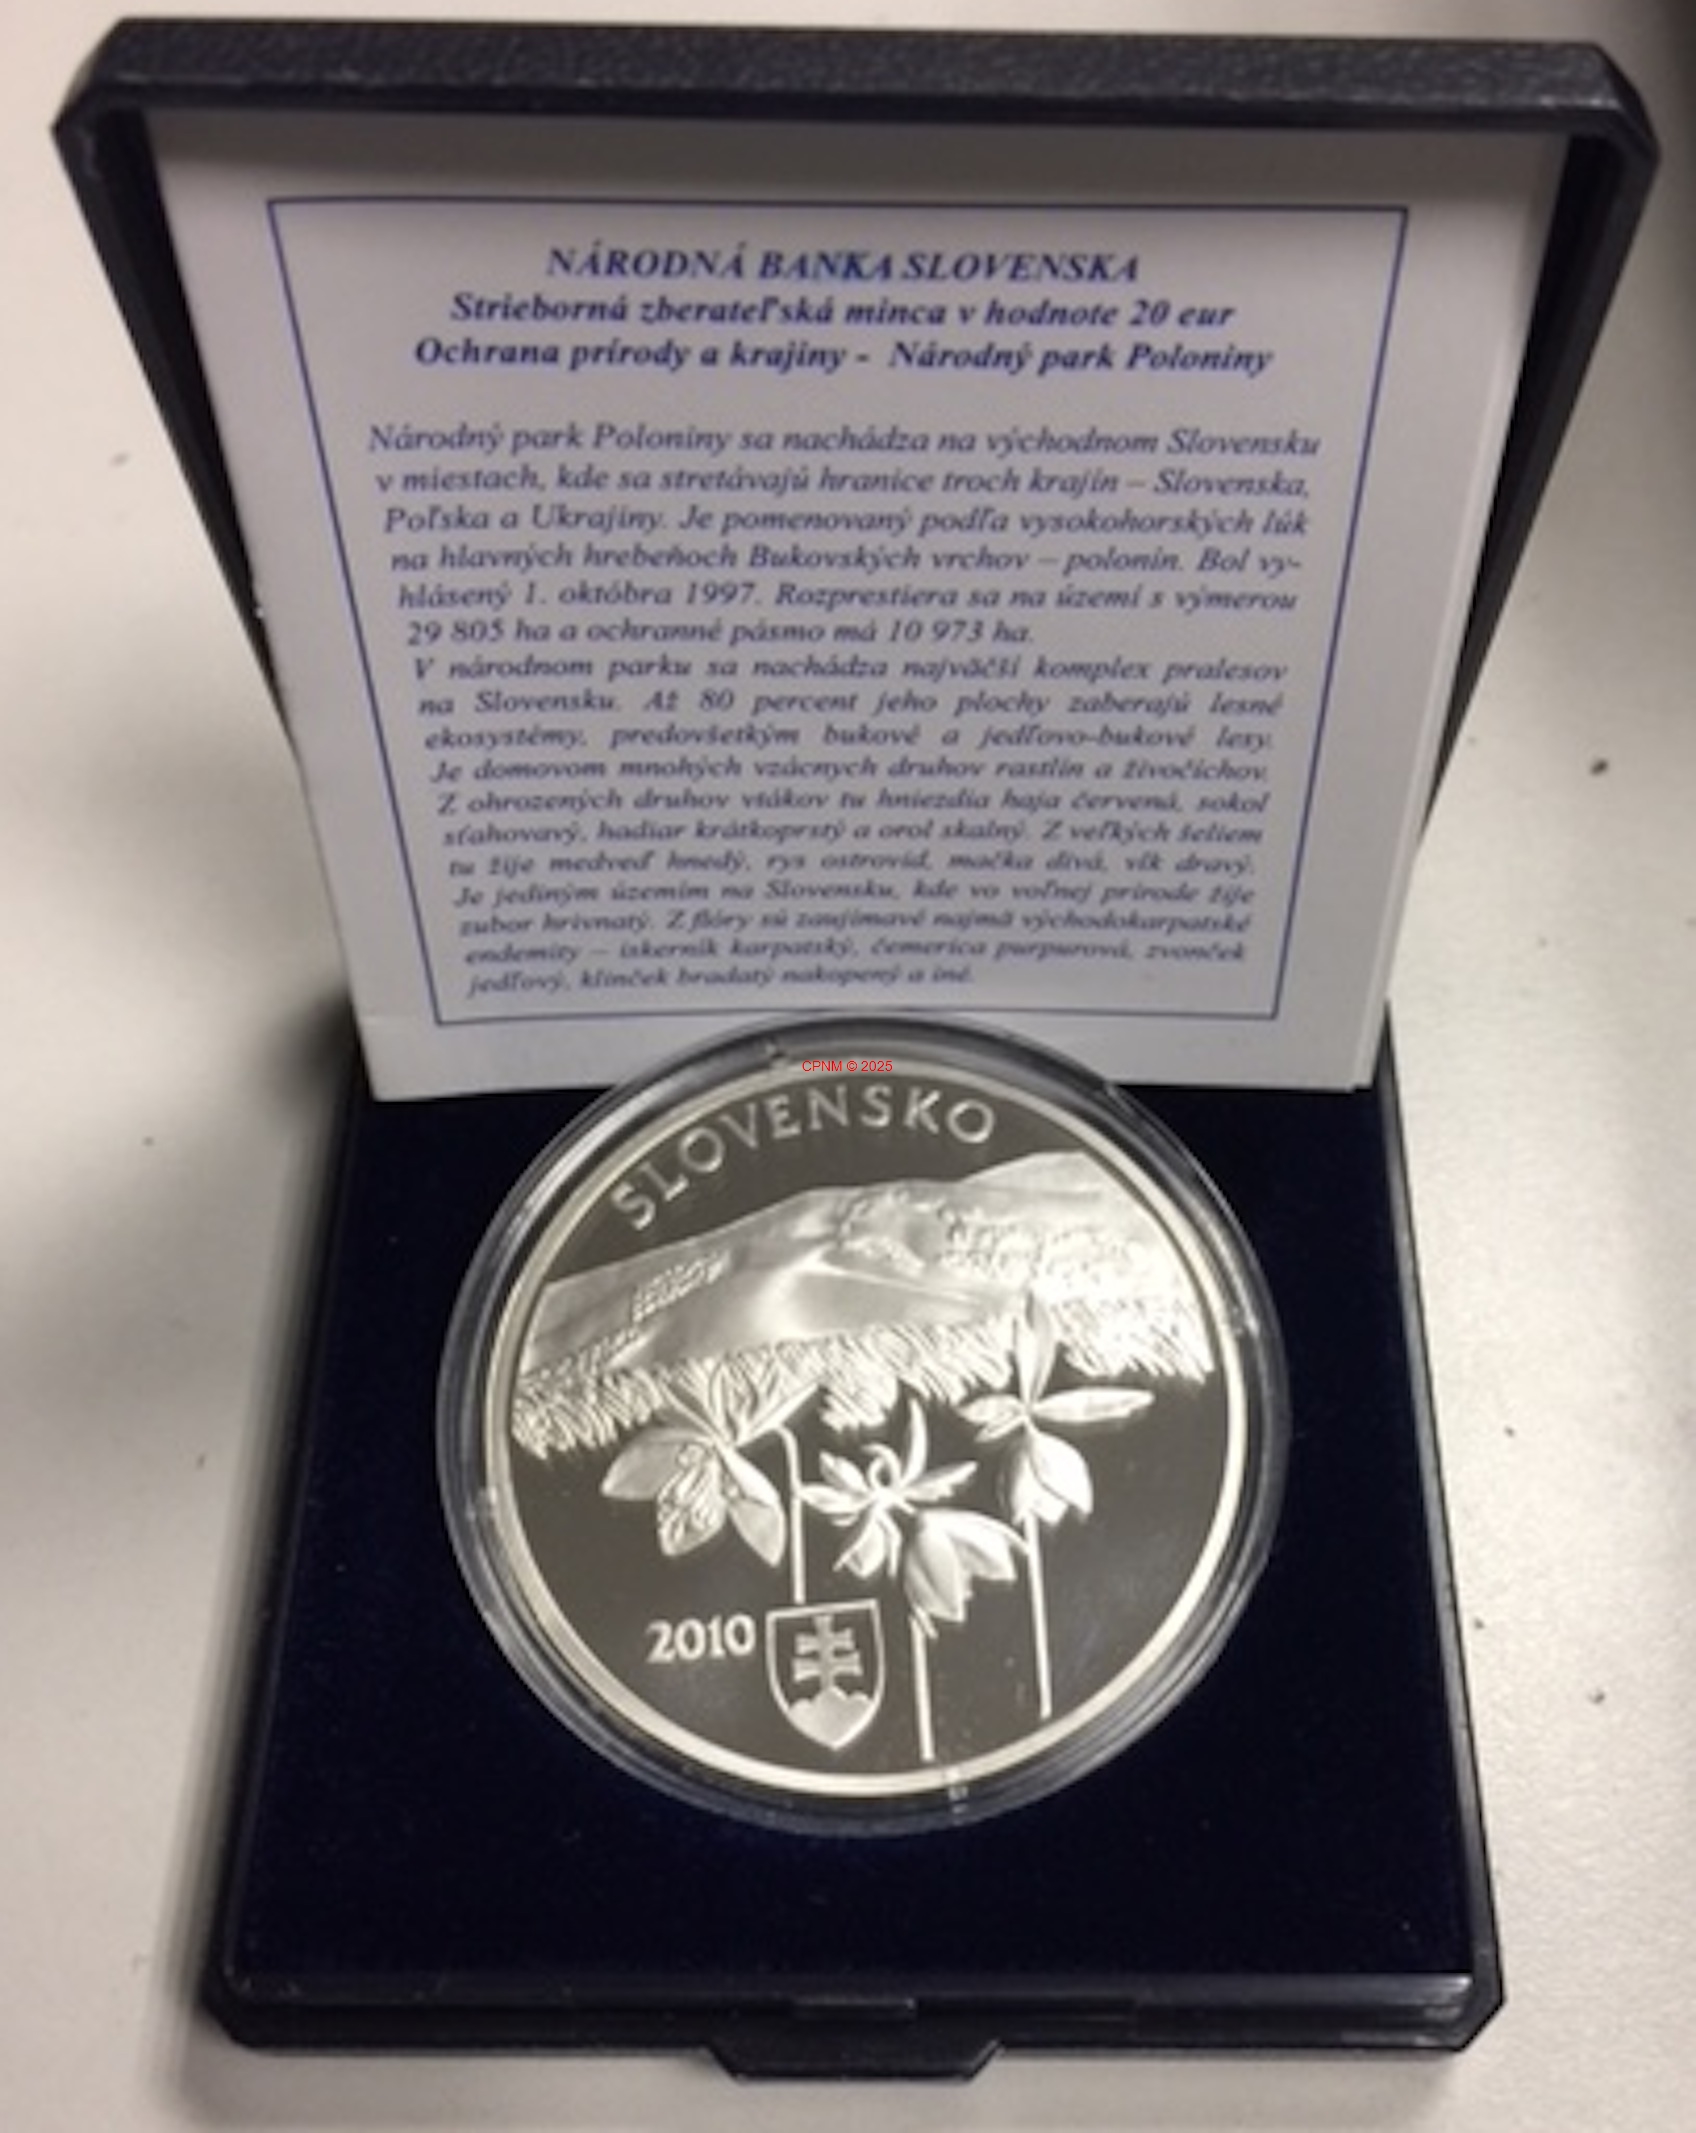 NÁRODNÁ BANKA SLOVENSKA
Strieborná zberateľská minca v hodnote 20 eur
Ochrana prírody a krajiny - Národný park Poloniny
Národný park Poloniny sa nachádza na východnom Slovensku
v miestach, kde sa stretávajú hranice troch krajín – Slovenska,
Poľska a Ukrajiny. Je pomenovaný podľa vysokohorských lúk
na hlavných hrebeňoch Bukovských vrchov – polonín. Bol vy-
hlásený 1. októbra 1997. Rozprestiera sa na území s výmerou
29 805 ha a ochranné pásmo má 10 973 ha.
V národnom parku sa nachádza najväčší komplex pralesov
na Slovensku. Až 80 percent jeho plochy zaberajú lesné
ekosystémy, predovšetkým bukové a jedľovo-bukové lesy.
Je domovom mnohých vzácnych druhov rastlín a živočíchov.
Z ohrozených druhov vtákov tu hniezdia haja červená, sokol
sťahovavý, hadiar krátkoprstý a orol skalný. Z veľkých šeliem
tu žije medveď hnedý, rys ostrovid, mačka divá, vlk dravý.
Je jediným územím na Slovensku, kde vo voľnej prírode žije
zubor hrivnatý. Z flóry sú zaujímavé najmä východokarpatské
endemity – iskerník karpatský, čemerica purpurová, zvonček
jedľový, klinček bradatý nakopený a iné.
CPNM © 2025
SLOVENSKO
2010